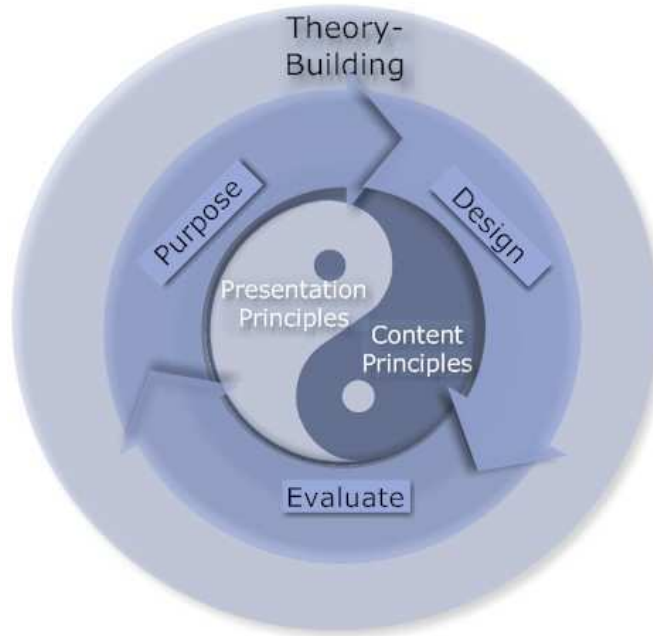 Theory-
Building
Purpose
Design
Presentation
Principles
Content
Principles
Evaluate